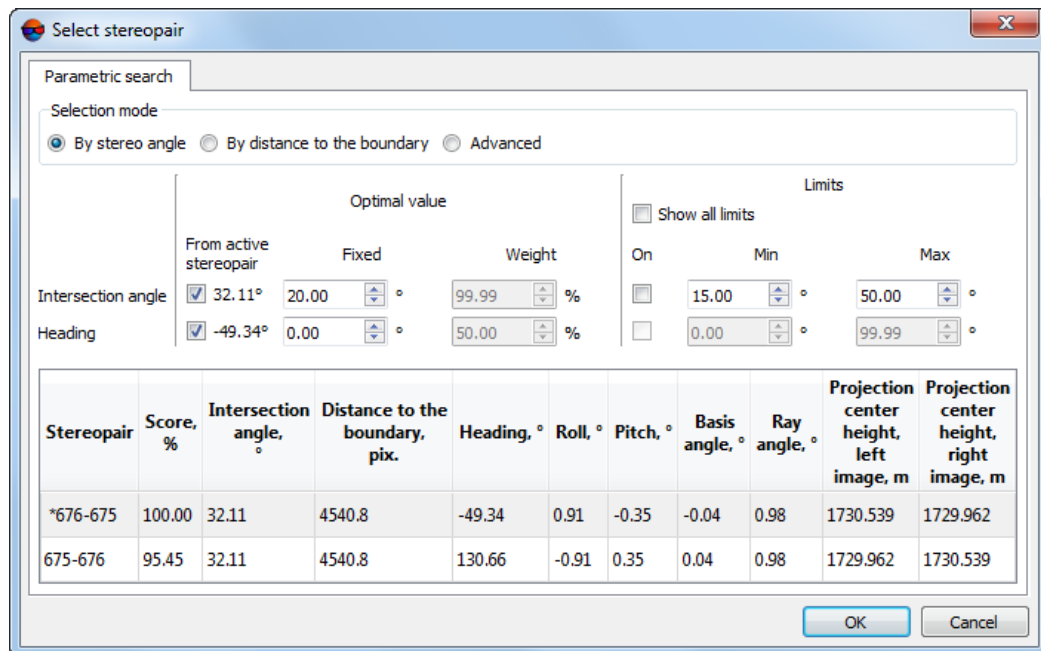 Select stereopair
Parametric search
Selection mode
By stereo angle By distance to the boundary Advanced
Optimal value
Limits
Show all limits
From active
stereopair
Fixed Weight On Min Max
Intersection angle 32.11° 20.00 ° 99.99 % 15.00 ° 50.00 °
Heading -49.34° 0.00 ° 50.00 % 0.00 ° 99.99 °
Stereopair Score, % Intersection angle, ° Distance to the boundary, pix. Heading, ° Roll, ° Pitch, ° Basis angle, ° Ray angle, ° Projection center height, left image, m Projection center height, right image, m
*676-675 100.00 32.11 4540.8 -49.34 0.91 -0.35 -0.04 0.98 1730.539 1729.962
675-676 95.45 32.11 4540.8 130.66 -0.91 0.35 0.04 0.98 1729.962 1730.539
OK Cancel